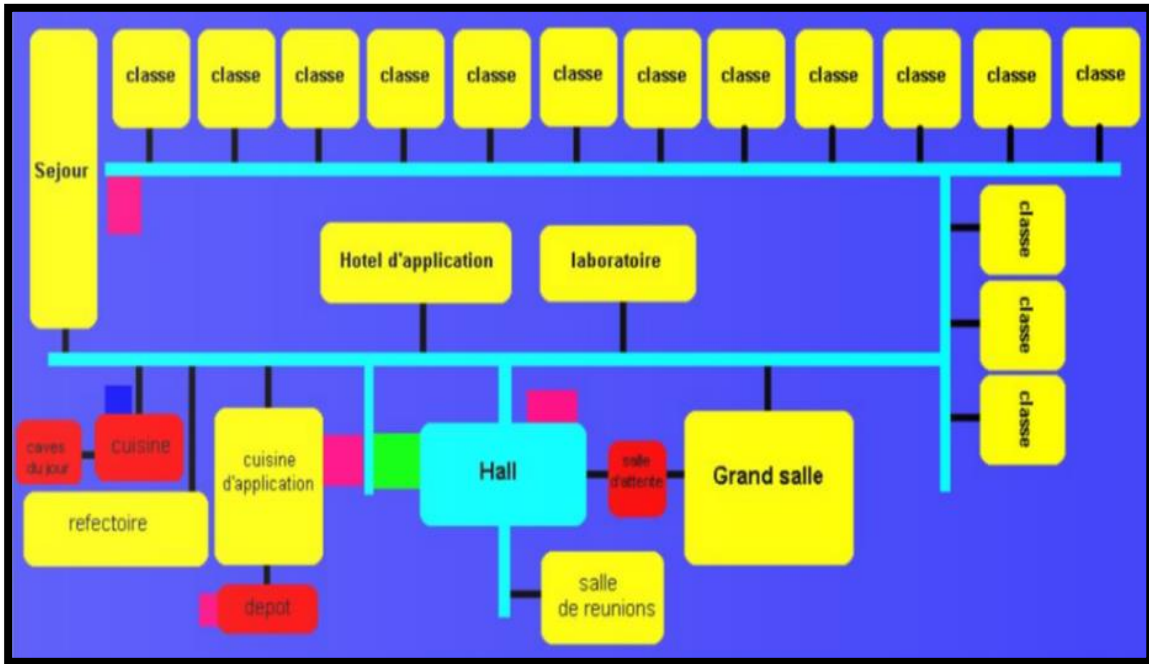 classe
classe
classe
classe
classe
classe
classe
classe
classe
classe
classe
classe
Sejour
classe
Hotel d'application
laboratoire
classe
classe
cuisine
caves
du jour
cuisine
d'application
Hall
salle
d'attente
Grand salle
refectoire
salle
de reunions
depot